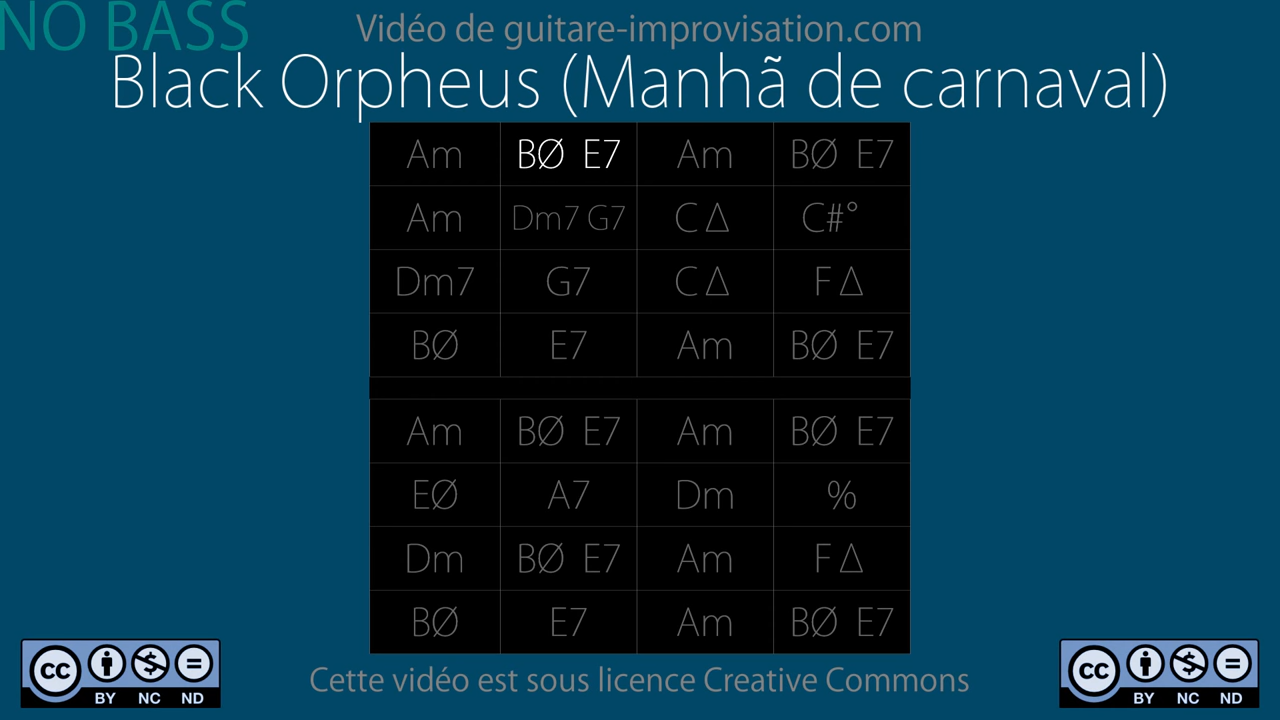 NO BASS
Vidéo de guitare-improvisation.com
Black Orpheus (Manhã de carnaval)
Am BØ E7 Am BØ E7
Am Dm7 G7 C Δ C#°
Dm7 G7 C Δ F Δ
BØ E7 Am BØ E7
Am BØ E7 Am BØ E7
EØ A7 Dm %
Dm BØ E7 Am F Δ
BØ E7 Am BØ E7
cc BY NC ND
Cette vidéo est sous licence Creative Commons
cc BY NC ND